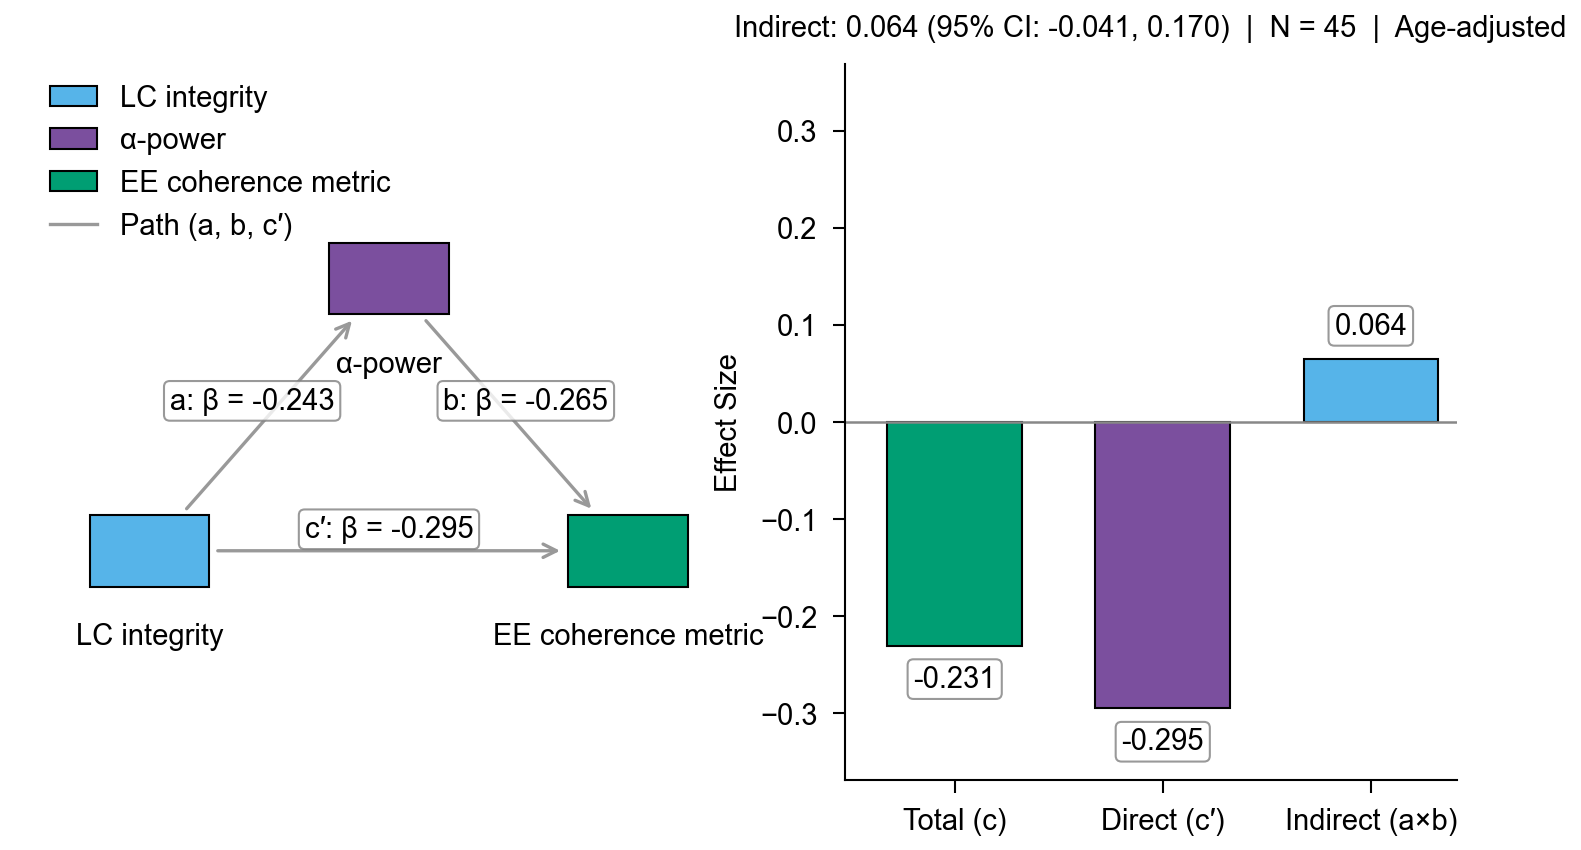 Indirect: 0.064 (95% CI: -0.041, 0.170) | N = 45 | Age-adjusted
LC integrity
α-power
EE coherence metric
Path (a, b, c′)
α-power
a: β = -0.243
b: β = -0.265
c′: β = -0.295
LC integrity
EE coherence metric
Effect Size
0.3
0.2
0.1
0.0
−0.1
−0.2
−0.3
0.064
-0.231
-0.295
Total (c)
Direct (c′)
Indirect (a×b)